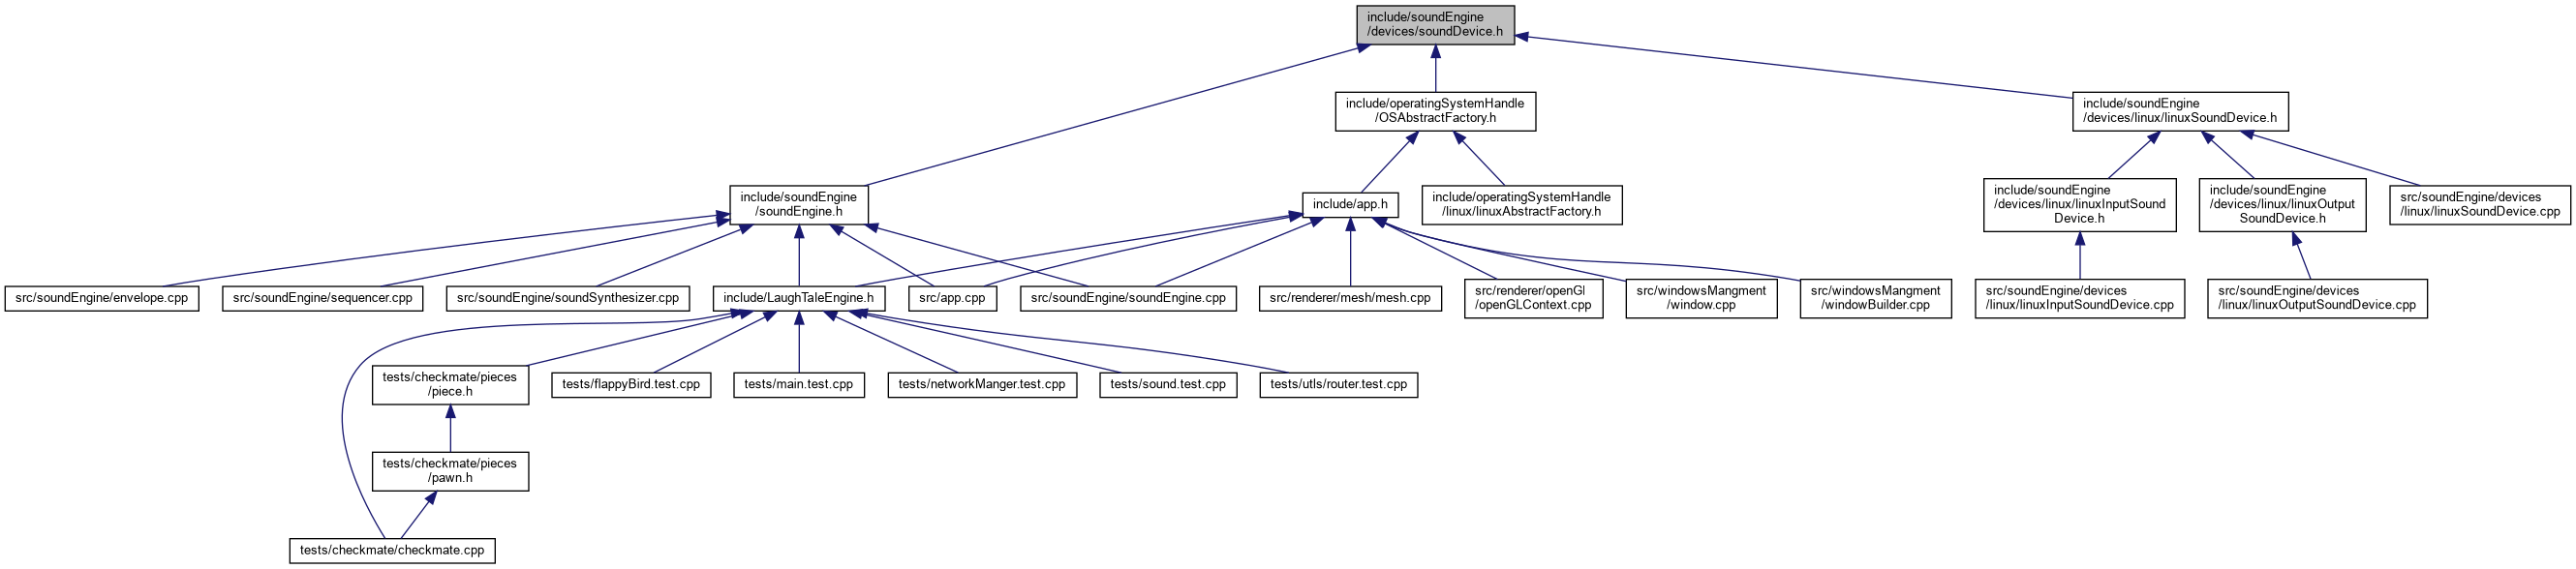 include/soundEngine
/devices/soundDevice.h
include/operatingSystemHandle
/OSAbstractFactory.h
include/soundEngine
/devices/linux/linuxSoundDevice.h
include/soundEngine
/soundEngine.h
include/app.h
include/operatingSystemHandle
/linux/linuxAbstractFactory.h
include/soundEngine
/devices/linux/linuxInputSound
Device.h
include/soundEngine
/devices/linux/linuxOutput
SoundDevice.h
src/soundEngine/devices
/linux/linuxSoundDevice.cpp
src/soundEngine/envelope.cpp
src/soundEngine/sequencer.cpp
src/soundEngine/soundSynthesizer.cpp
include/LaughTaleEngine.h
src/app.cpp
src/soundEngine/soundEngine.cpp
src/renderer/mesh/mesh.cpp
src/renderer/openGl
/openGLContext.cpp
src/windowsMangment
/window.cpp
src/windowsMangment
/windowBuilder.cpp
src/soundEngine/devices
/linux/linuxInputSoundDevice.cpp
src/soundEngine/devices
/linux/linuxOutputSoundDevice.cpp
tests/checkmate/pieces
/piece.h
tests/flappyBird.test.cpp
tests/main.test.cpp
tests/networkManger.test.cpp
tests/sound.test.cpp
tests/utls/router.test.cpp
tests/checkmate/pieces
/pawn.h
tests/checkmate/checkmate.cpp